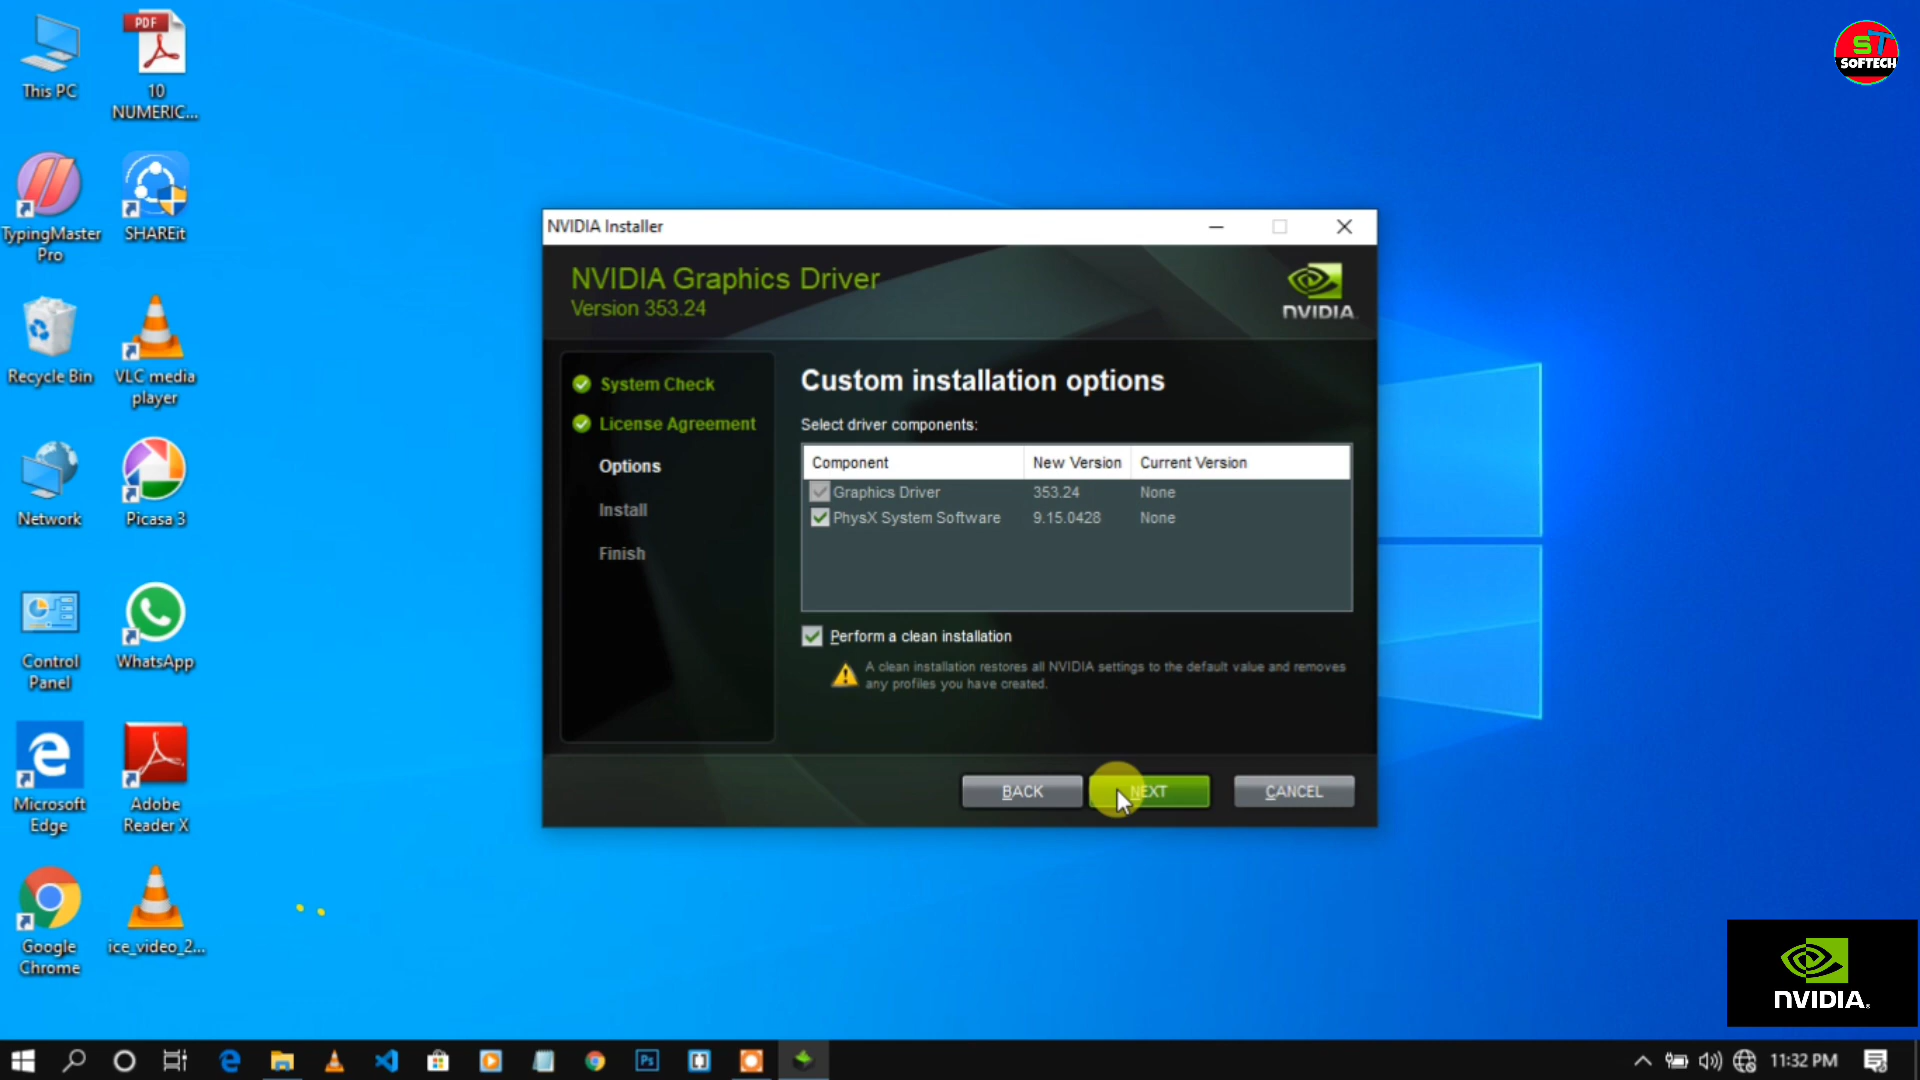 This PC
PDF
10
NUMERIC...
TypingMaster
Pro
SHAREit
Recycle Bin
VLC media
player
Network
Picasa 3
Control
Panel
WhatsApp
Microsoft
Edge
Adobe
Reader X
Google
Chrome
ice_video_2...
ST
SOFTECH
NVIDIA Installer
NVIDIA Graphics Driver
Version 353.24
NVIDIA.
System Check
License Agreement
Options
Install
Finish
Custom installation options
Select driver components:
Component New Version Current Version
Graphics Driver 353.24 None
PhysX System Software 9.15.0428 None
Perform a clean installation
A clean installation restores all NVIDIA settings to the default value and removes
any profiles you have created.
BACK NEXT CANCEL
NVIDIA.
Ps
11:32 PM